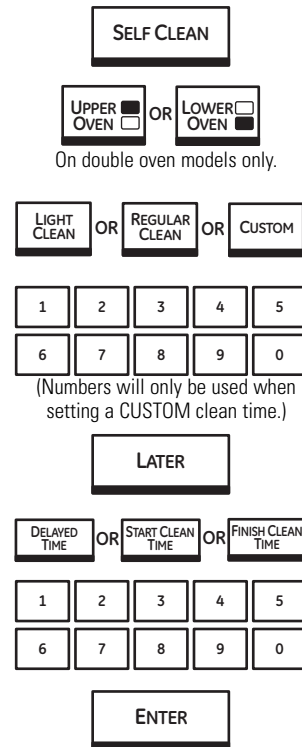 SELF CLEAN
UPPER OVEN OR LOWER OVEN
On double oven models only.
LIGHT CLEAN OR REGULAR CLEAN OR CUSTOM
1 2 3 4 5
6 7 8 9 0
(Numbers will only be used when
setting a CUSTOM clean time.)
LATER
DELAYED TIME OR START CLEAN TIME OR FINISH CLEAN TIME
1 2 3 4 5
6 7 8 9 0
ENTER